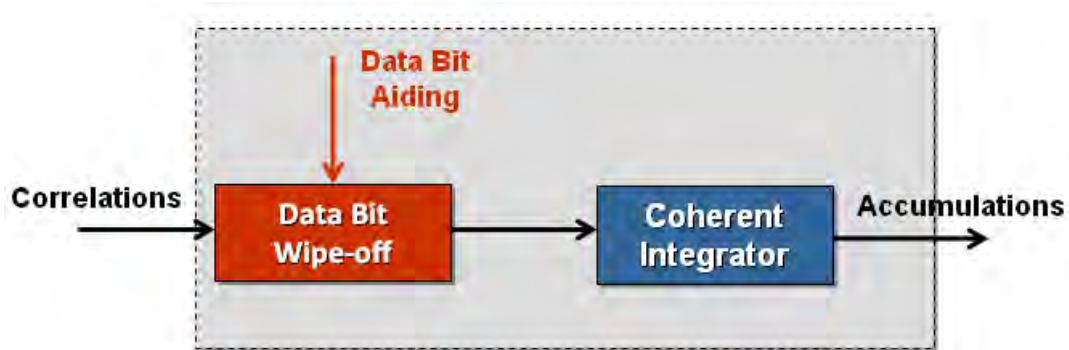 Data Bit
Aiding
Correlations
Data Bit
Wipe-off
Coherent
Integrator
Accumulations